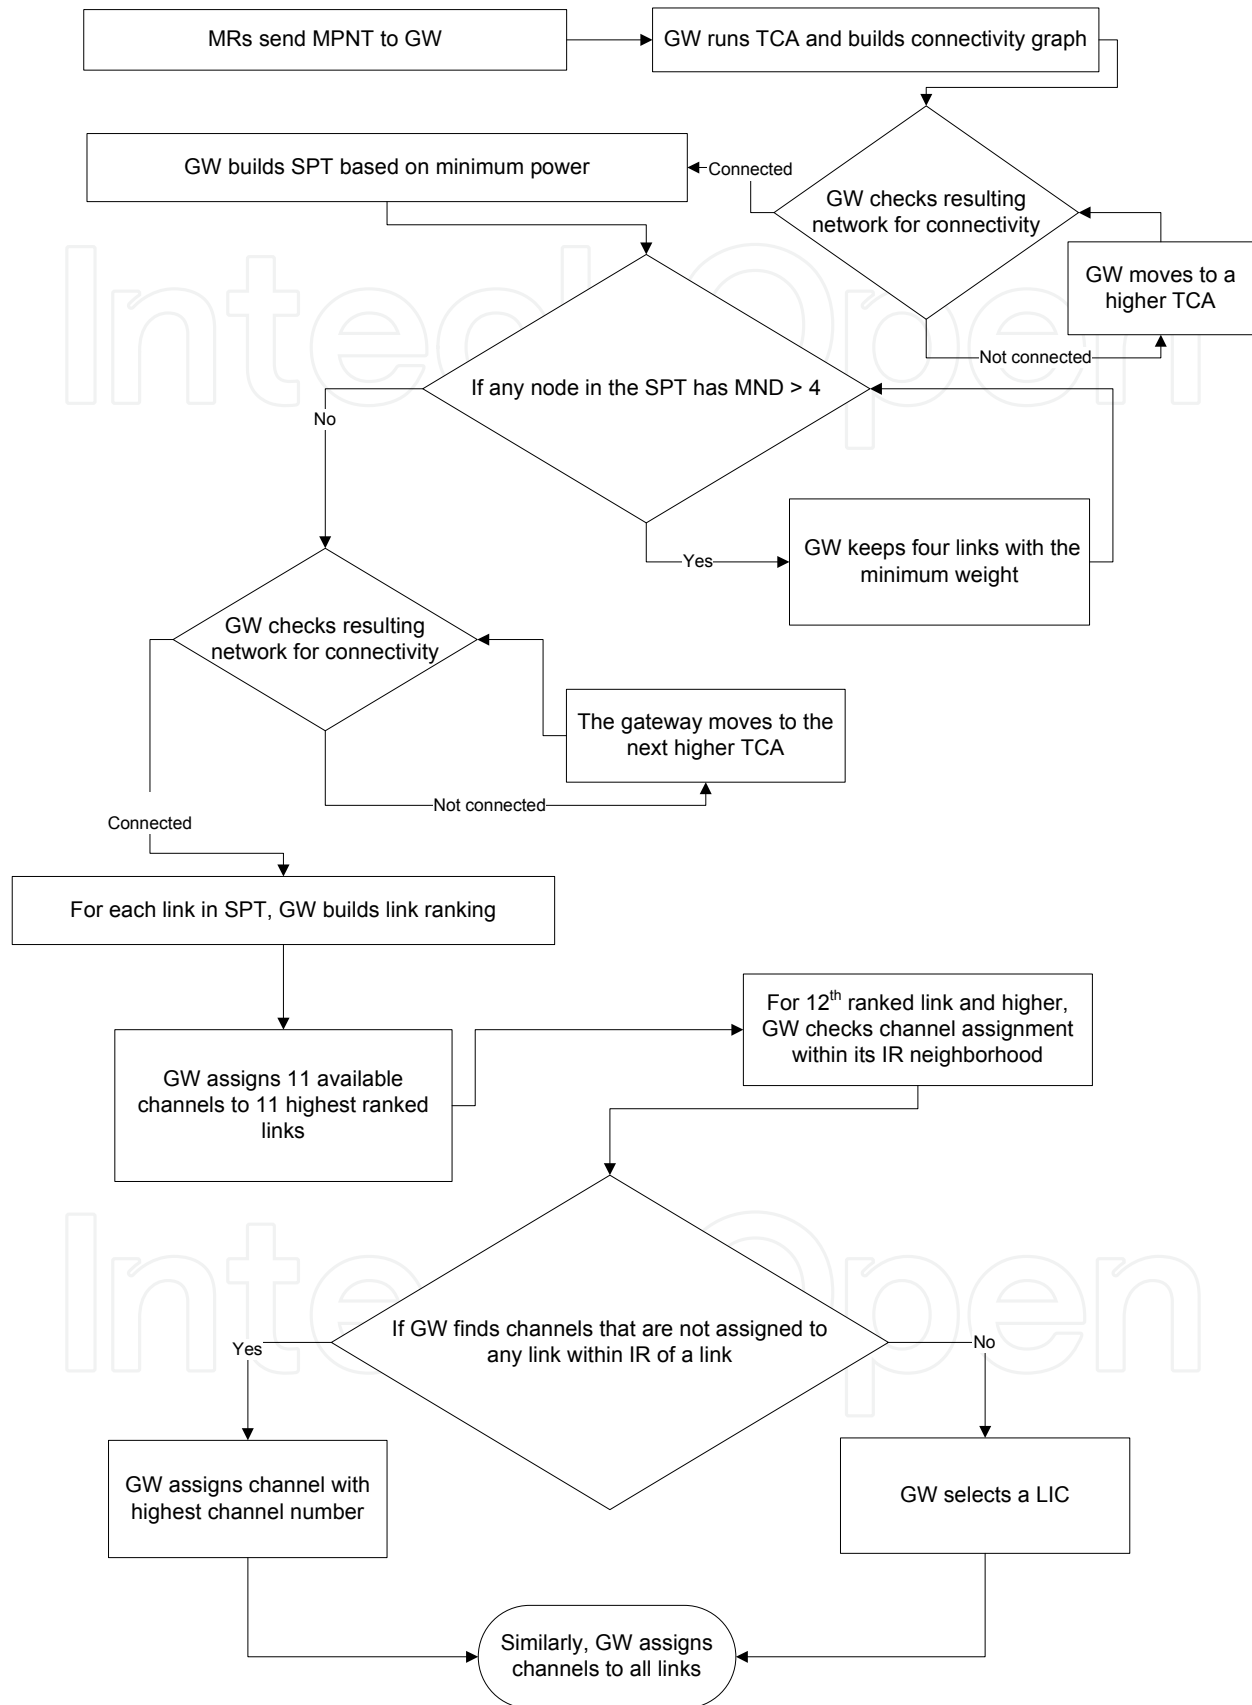 MRs send MPNT to GW
GW runs TCA and builds connectivity graph
GW builds SPT based on minimum power
Connected
GW checks resulting
network for connectivity
GW moves to a
higher TCA
Not connected
If any node in the SPT has MND > 4
No
Yes
GW keeps four links with the
minimum weight
GW checks resulting
network for connectivity
The gateway moves to the
next higher TCA
Not connected
Connected
For each link in SPT, GW builds link ranking
For 12th ranked link and higher,
GW checks channel assignment
within its IR neighborhood
GW assigns 11 available
channels to 11 highest ranked
links
If GW finds channels that are not assigned to
any link within IR of a link
Yes
No
GW assigns channel with
highest channel number
GW selects a LIC
Similarly, GW assigns
channels to all links
IntechOpen
IntechOpen